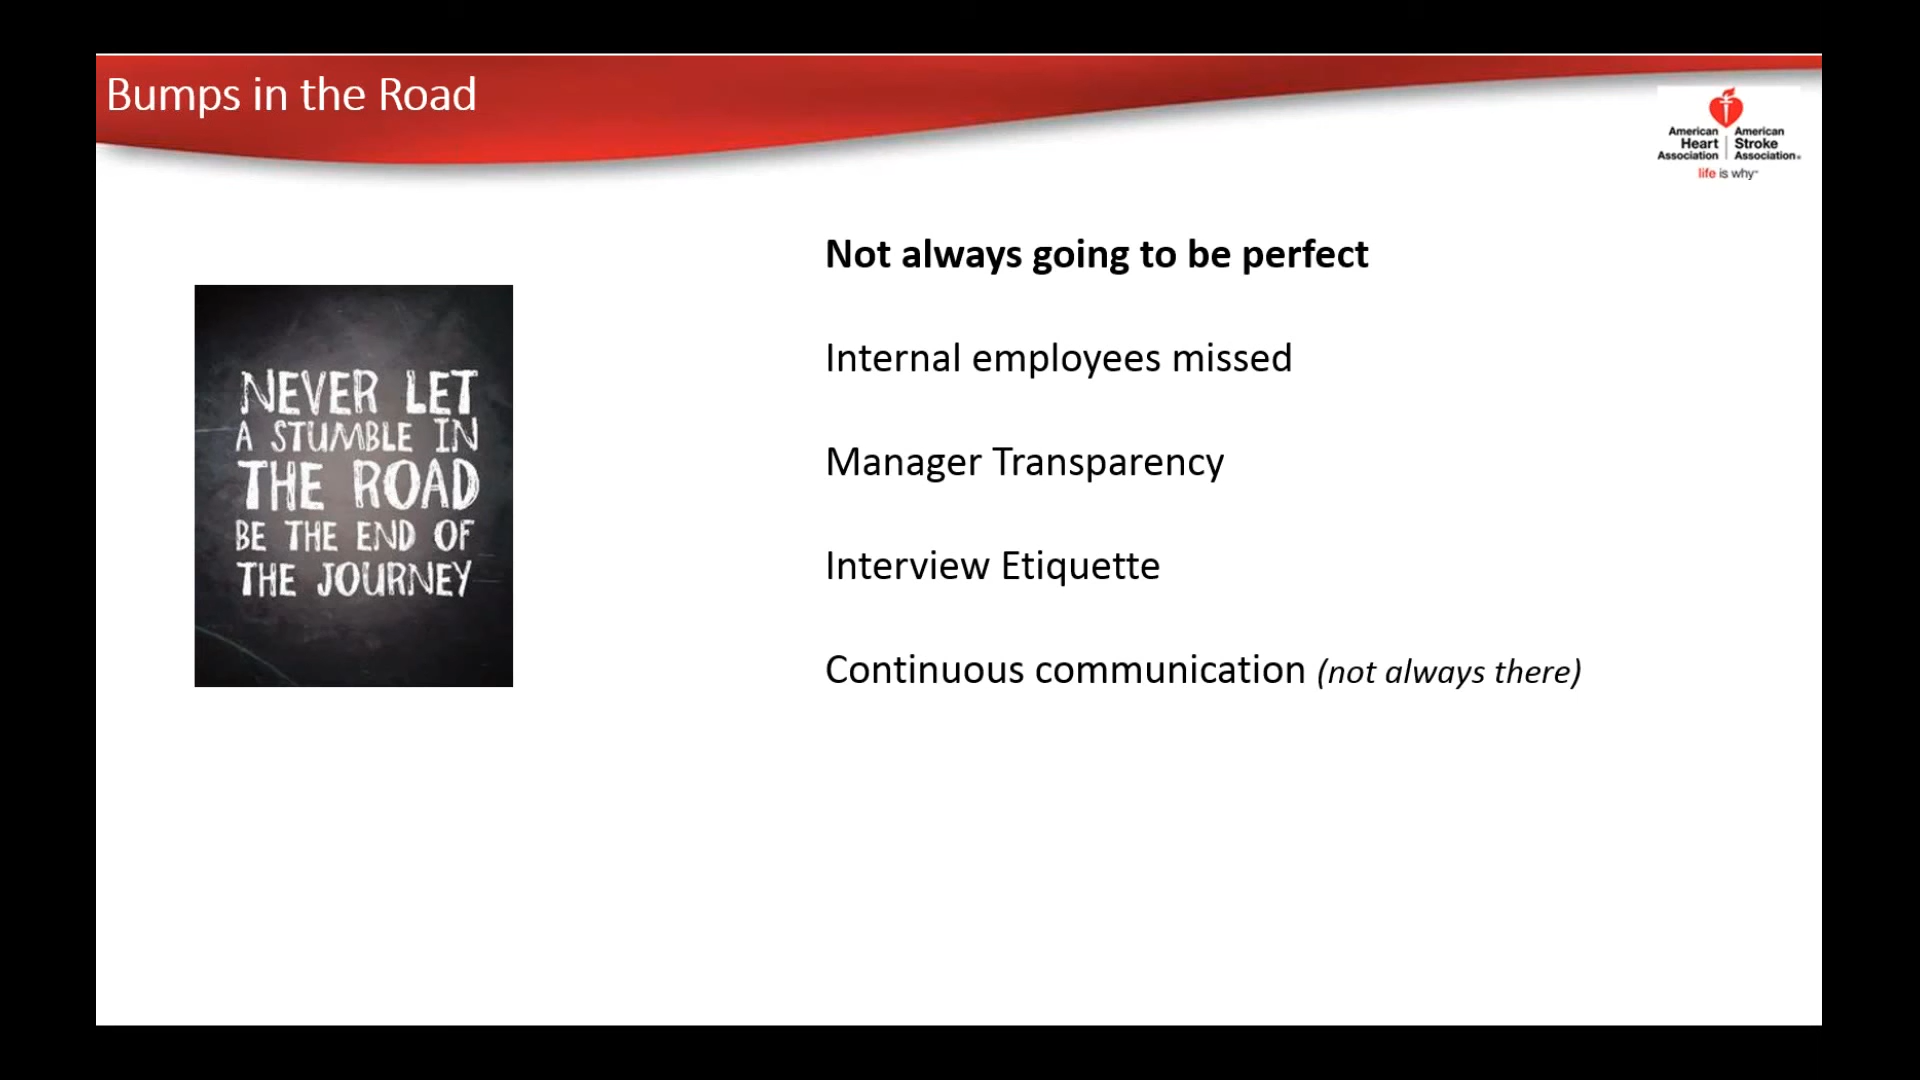 Bumps in the Road
American Heart Association
American Stroke Association®
life is why™
Not always going to be perfect
Internal employees missed
Manager Transparency
Interview Etiquette
Continuous communication (not always there)
NEVER LET
A STUMBLE IN
THE ROAD
BE THE END OF
THE JOURNEY